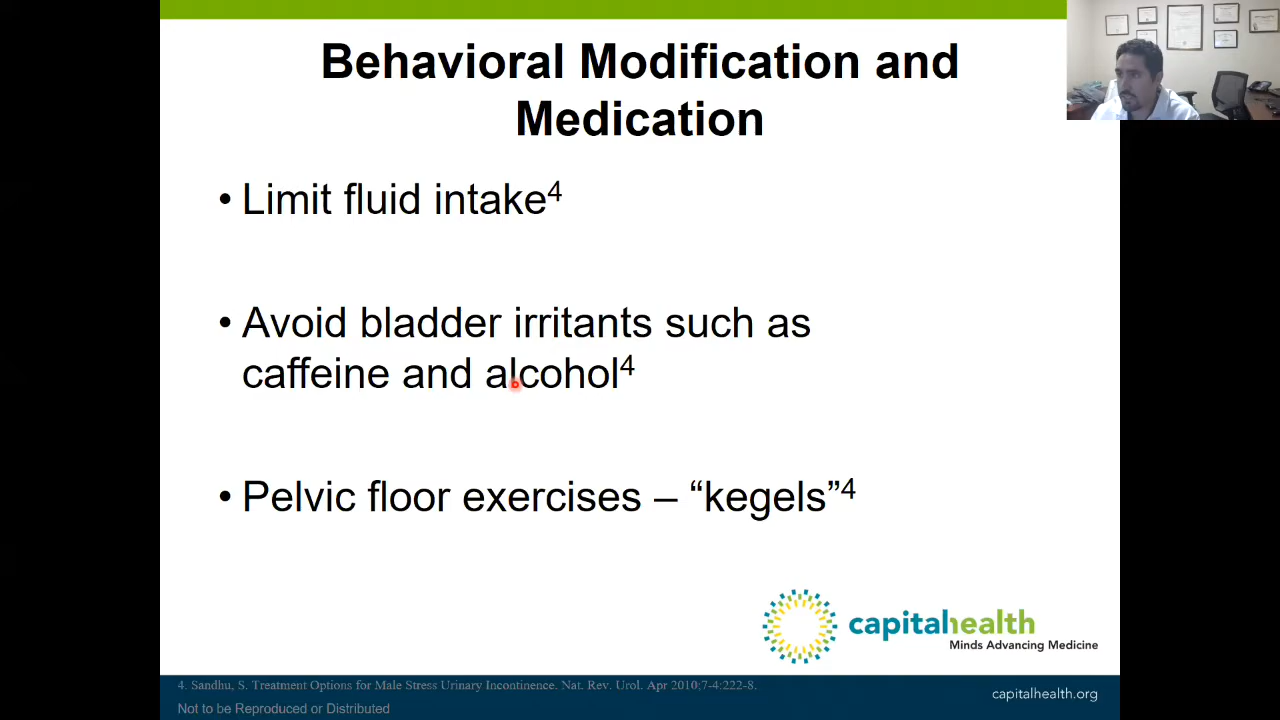 Behavioral Modification and
Medication
• Limit fluid intake4
• Avoid bladder irritants such as
caffeine and alcohol4
• Pelvic floor exercises – “kegels”4
capitalhealth
Minds Advancing Medicine
4. Sandhu, S. Treatment Options for Male Stress Urinary Incontinence. Nat. Rev. Urol. Apr 2010;7-4:222-8.
capitalhealth.org
Not to be Reproduced or Distributed